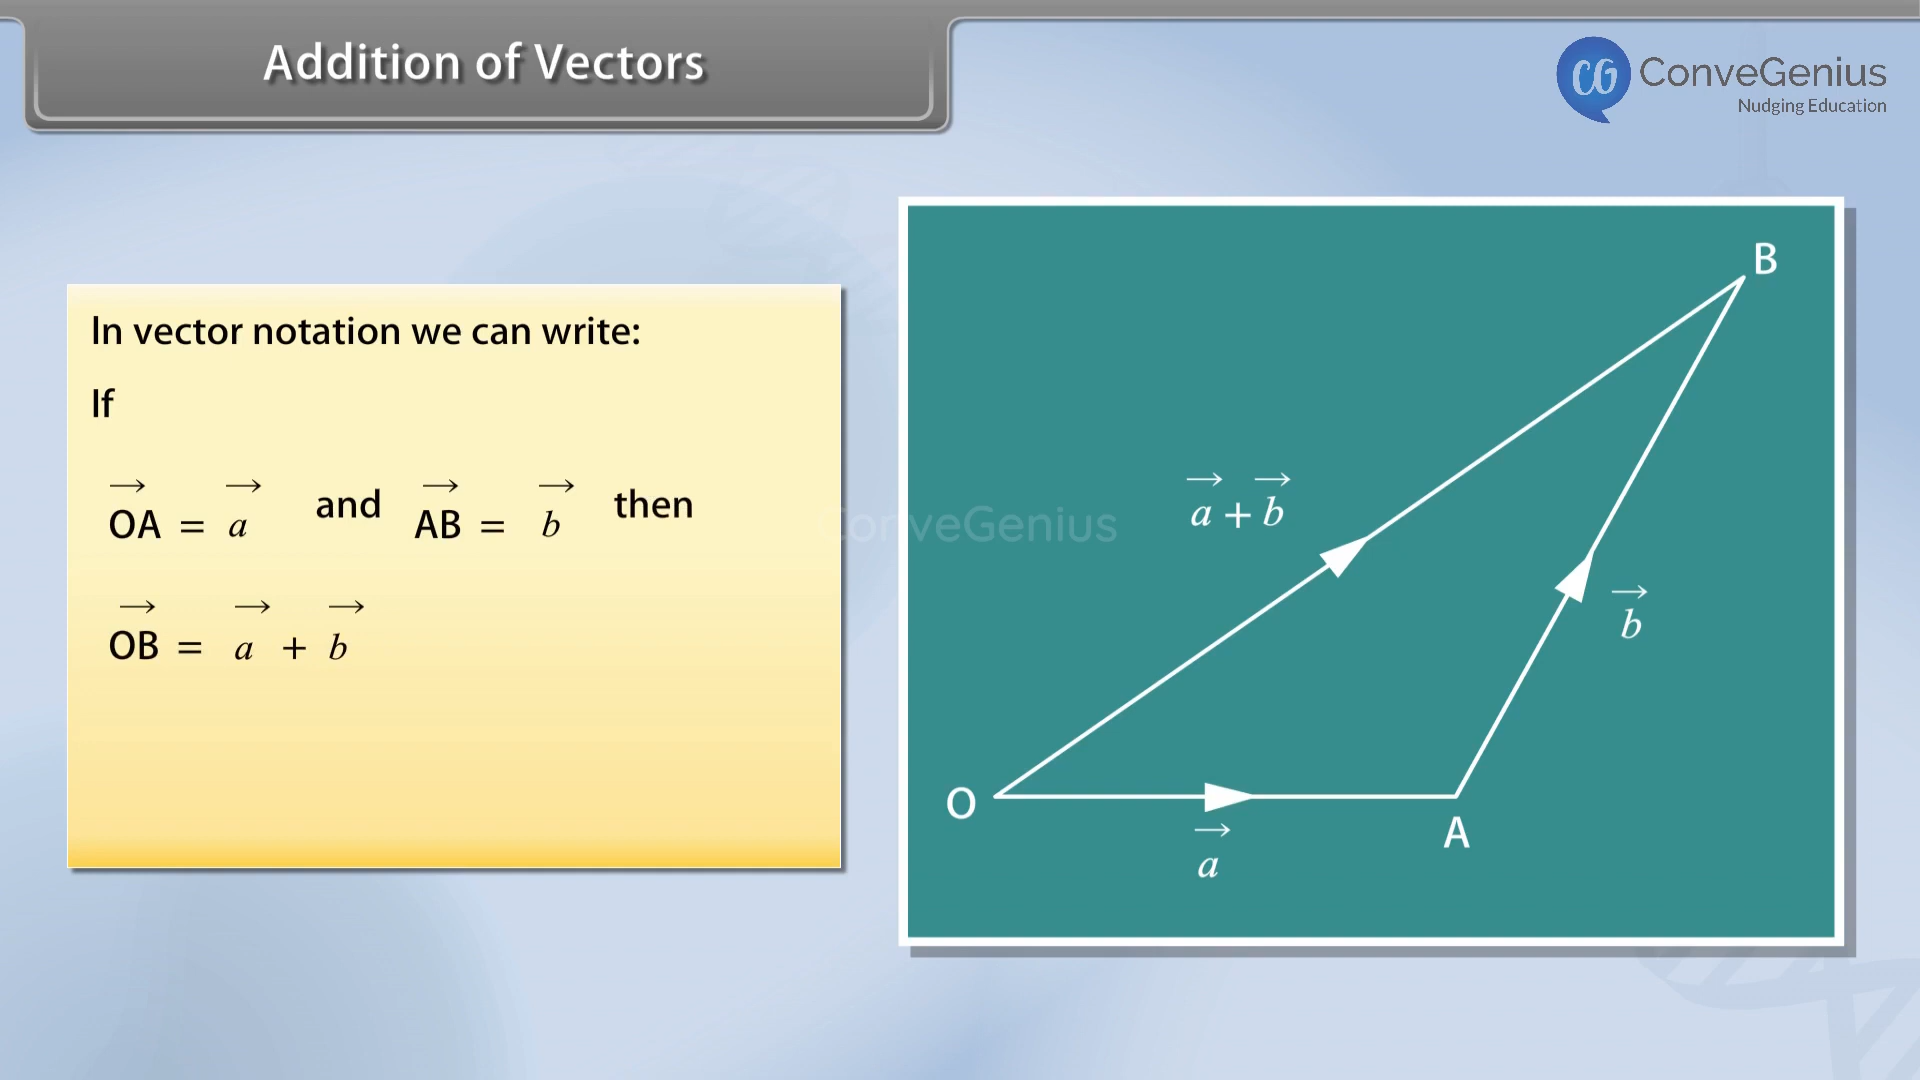 Addition of Vectors
CG ConveGenius
Nudging Education
In vector notation we can write:
If
→ → → →
OA = a and AB = b then
→ → →
OB = a + b
ConveGenius
B
→ →
a + b
→
b
O
A
→
a